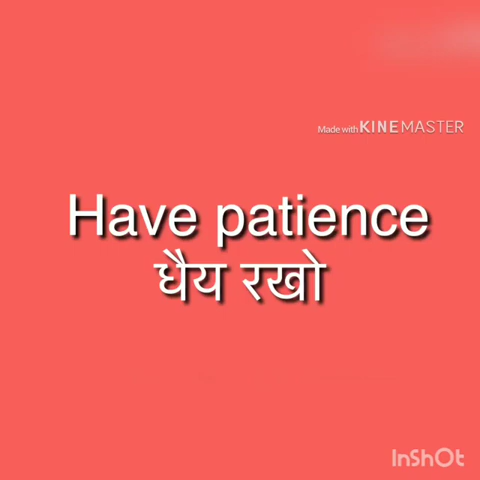 Made with KINEMASTER
Have patience
धैय रखो
InShOt